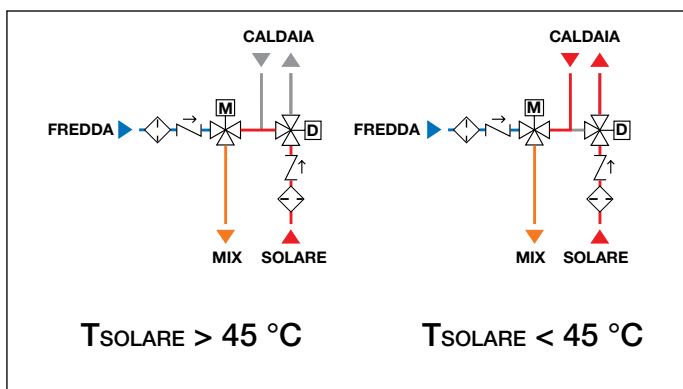 CALDAIA
M
FREDDA
D
MIX SOLARE
TSOLARE > 45 °C
CALDAIA
M
FREDDA
D
MIX SOLARE
TSOLARE < 45 °C